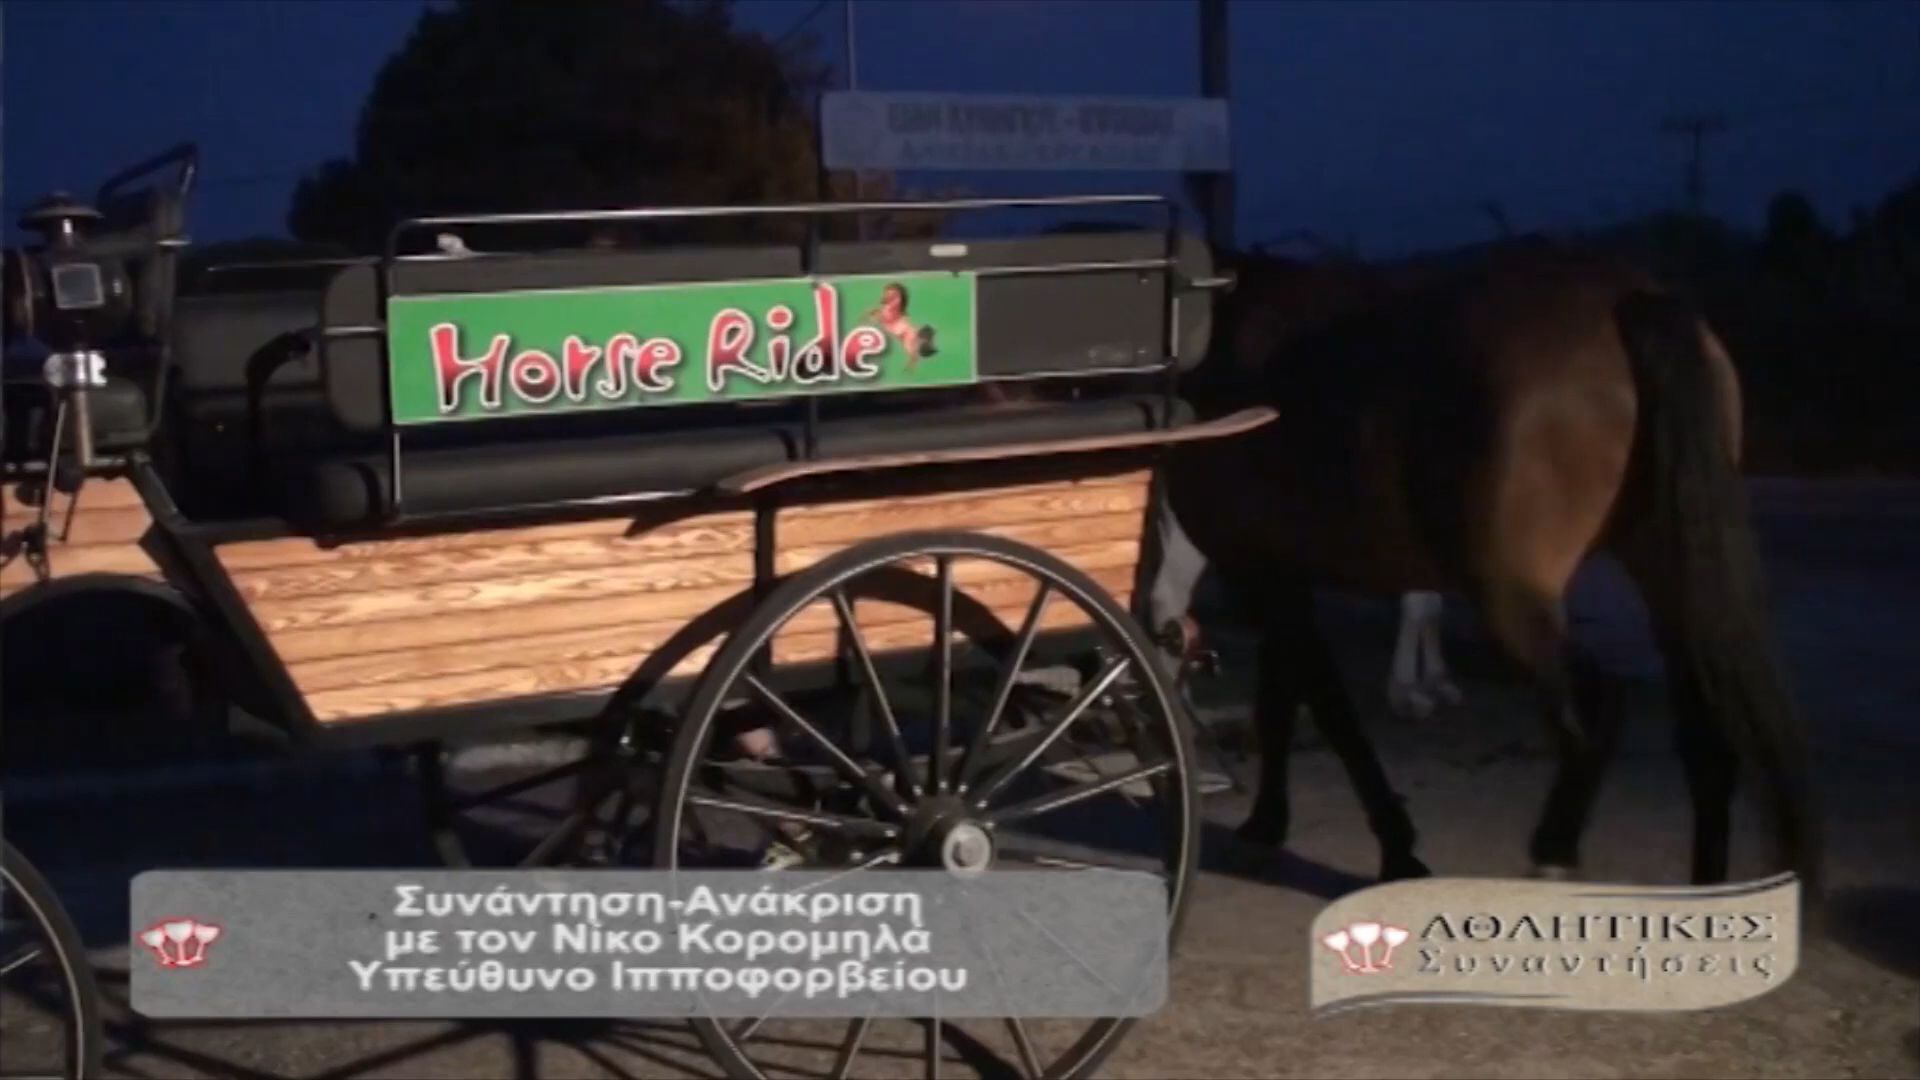 Horse Ride
Συνάντηση-Ανάκριση
με τον Νίκο Κορομηλά
Υπεύθυνο Ιπποφορβείου
ΑΘΛΗΤΙΚΕΣ
Συναντήσεις